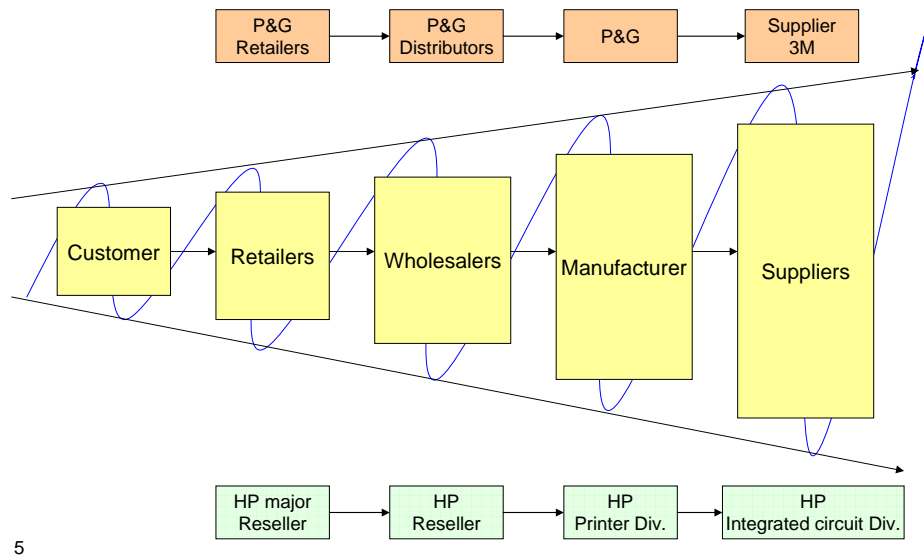 P&G
Retailers
P&G
Distributors
P&G
Supplier
3M
Customer
Retailers
Wholesalers
Manufacturer
Suppliers
HP major
Reseller
HP
Reseller
HP
Printer Div.
HP
Integrated circuit Div.
5